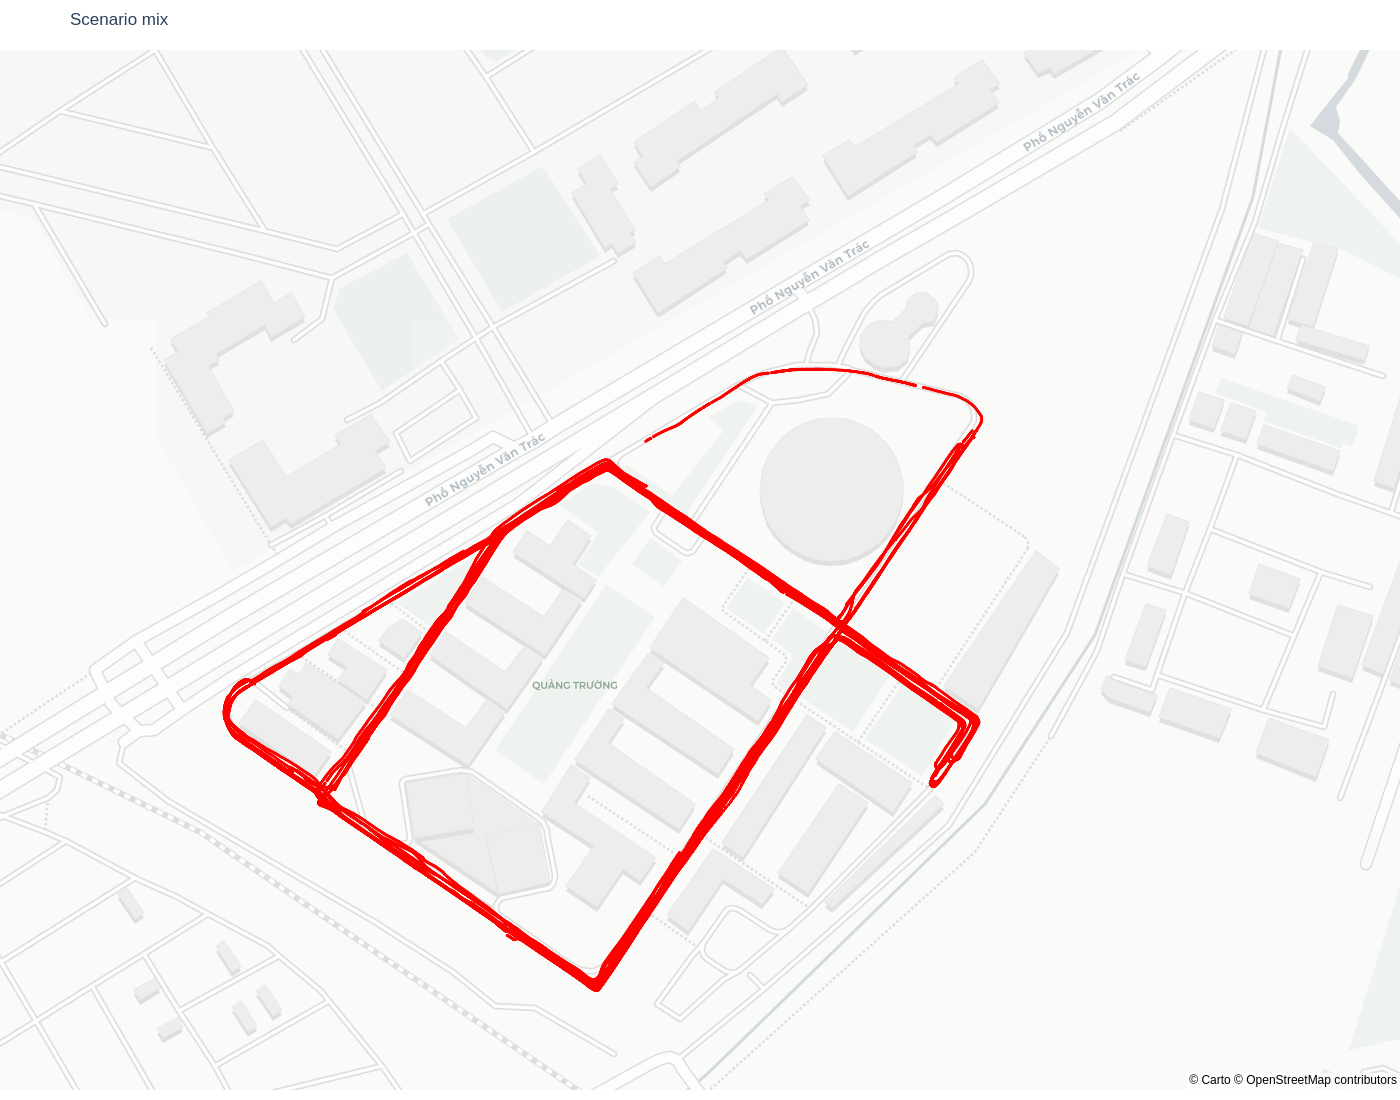 Scenario mix
Phố Nguyễn Văn Trác
Phố Nguyễn Văn Trác
Phố Nguyễn Văn Trác
QUẢNG TRƯỜNG
© Carto © OpenStreetMap contributors